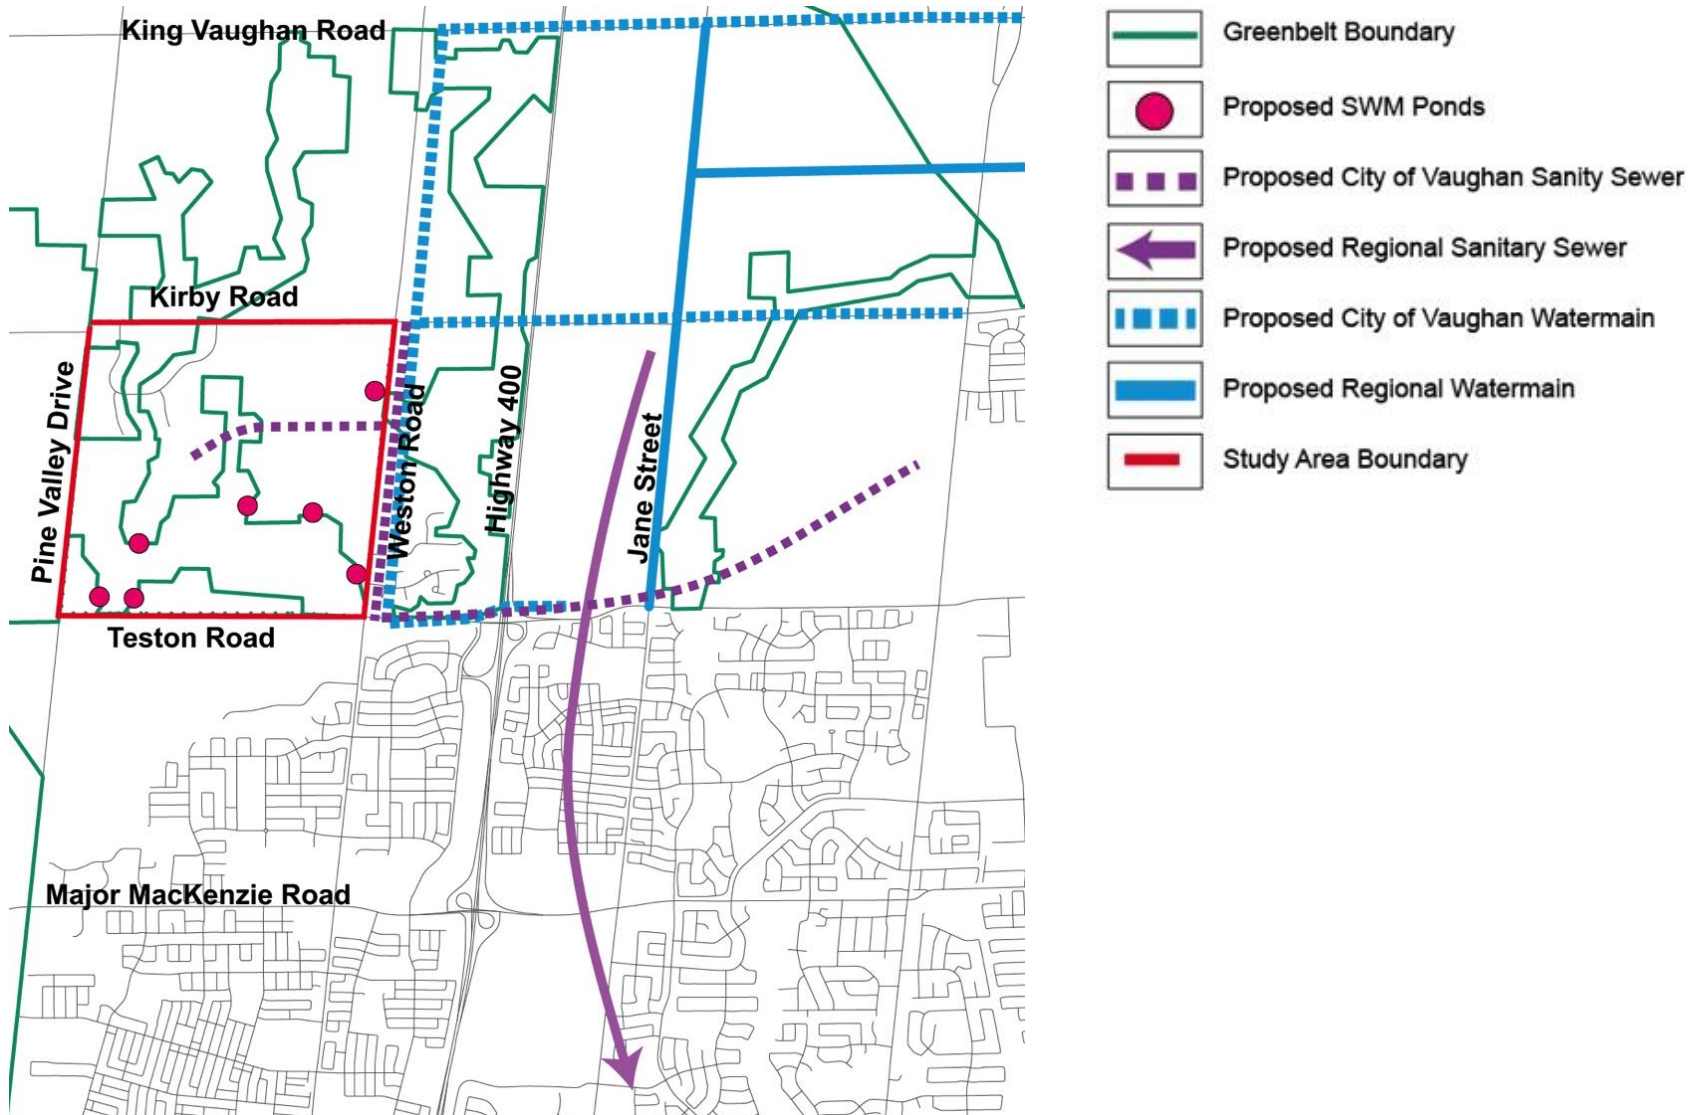 King Vaughan Road
Kirby Road
Pine Valley Drive
Weston Road
Highway 400
Jane Street
Teston Road
Major MacKenzie Road
Greenbelt Boundary
Proposed SWM Ponds
Proposed City of Vaughan Sanity Sewer
Proposed Regional Sanitary Sewer
Proposed City of Vaughan Watermain
Proposed Regional Watermain
Study Area Boundary